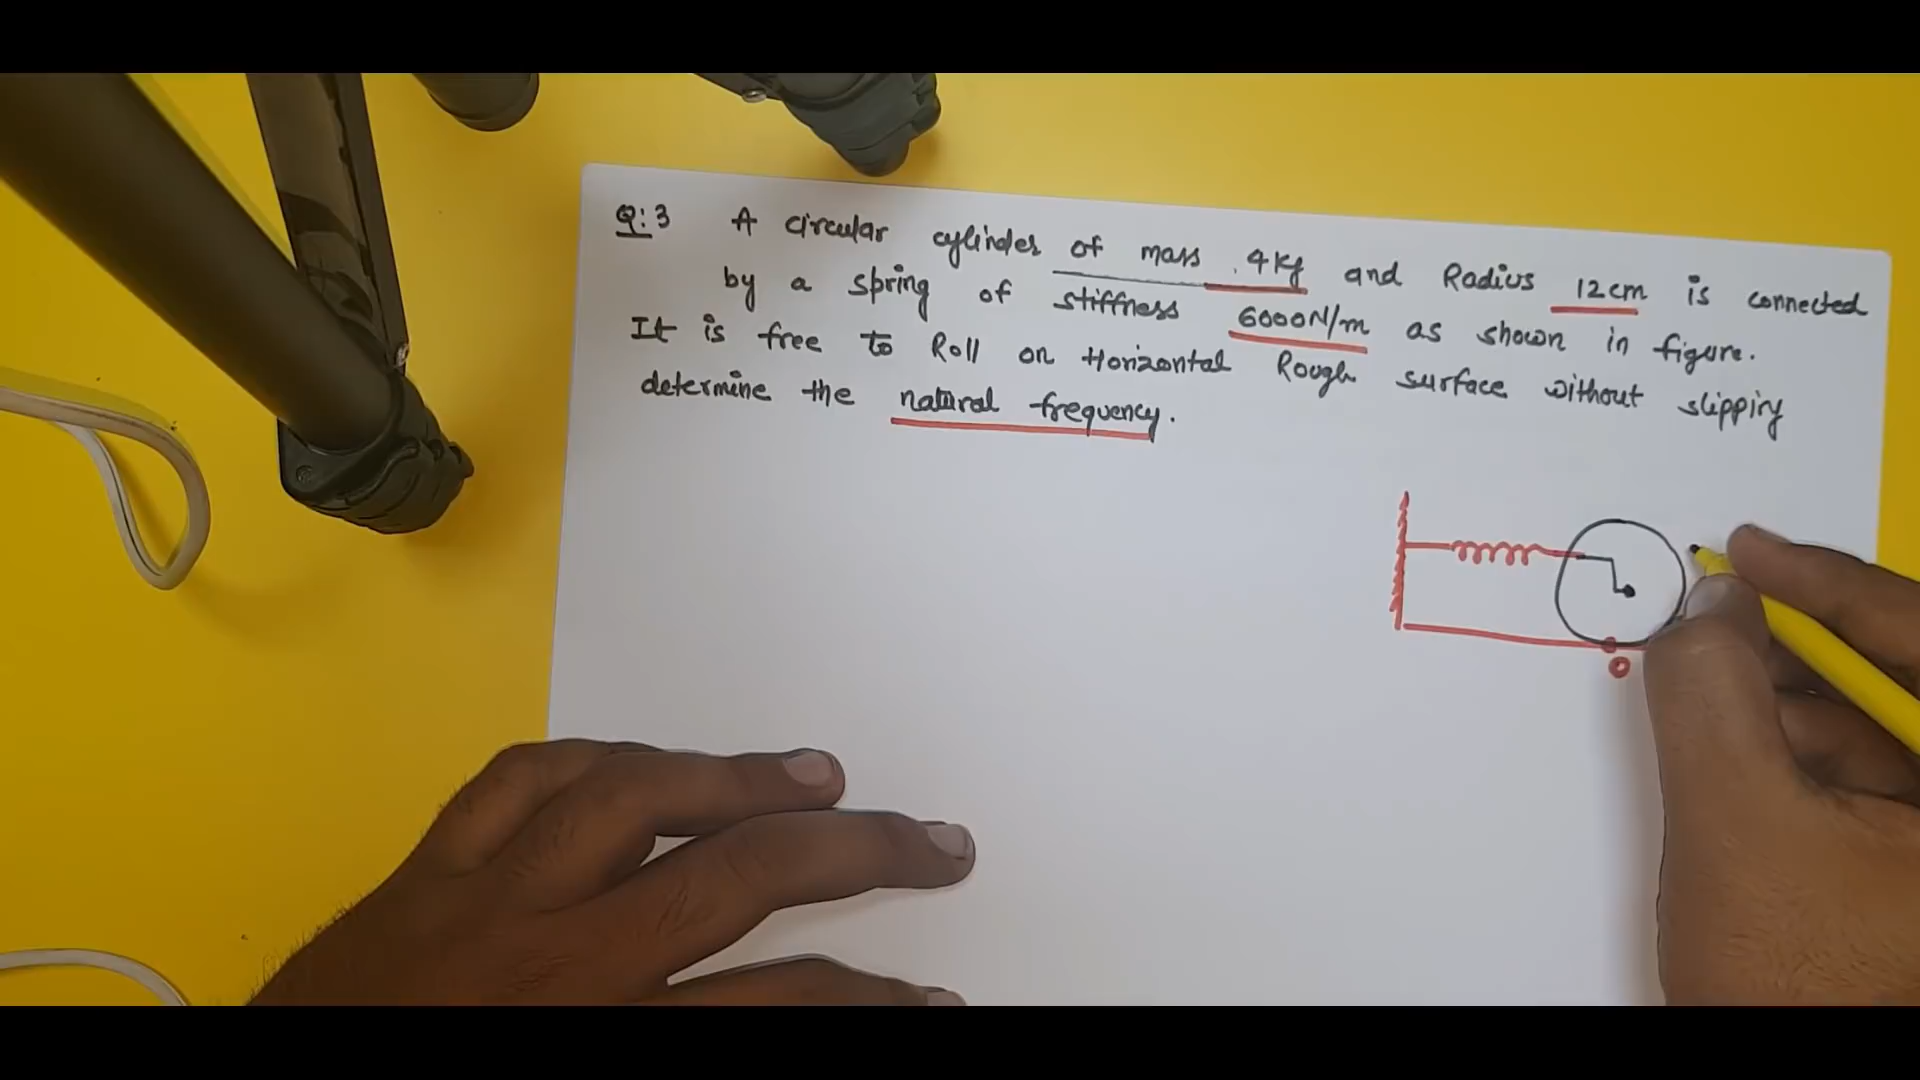 Q:3 A circular cylinder of mass 4Kg and Radius 12cm is connected
by a spring of stiffness 6000N/m as shown in figure.
It is free to Roll on Horizontal Rough surface without slipping
determine the natural frequency.
O